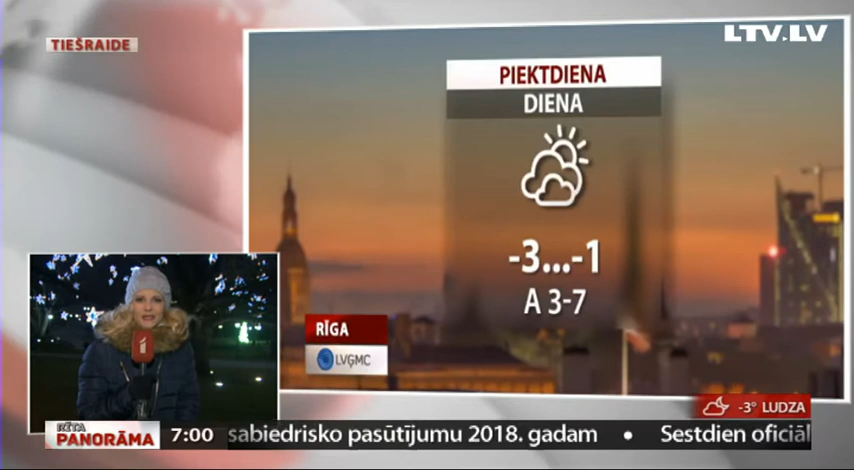 TIEŠRAIDE
LTV.LV
PIEKTDIENA
DIENA
-3...-1
A 3-7
RĪGA
LVĢMC
1
-3° LUDZA
RĪTA
PANORĀMA
7:00 sabiedrisko pasūtījumu 2018. gadam • Sestdien oficiāl